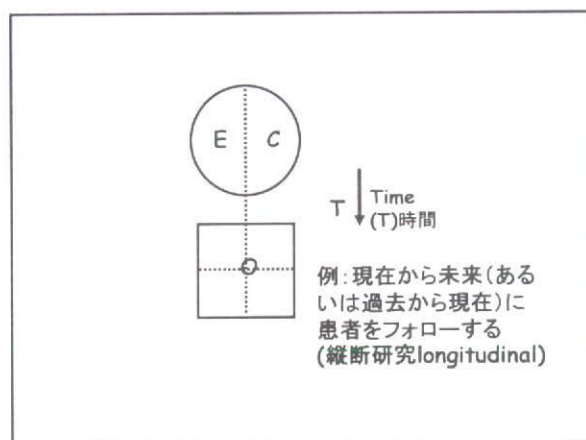 E C
T
Time
(T)時間
O
例:現在から未来(ある
いは過去から現在)に
患者をフォローする
(縦断研究longitudinal)